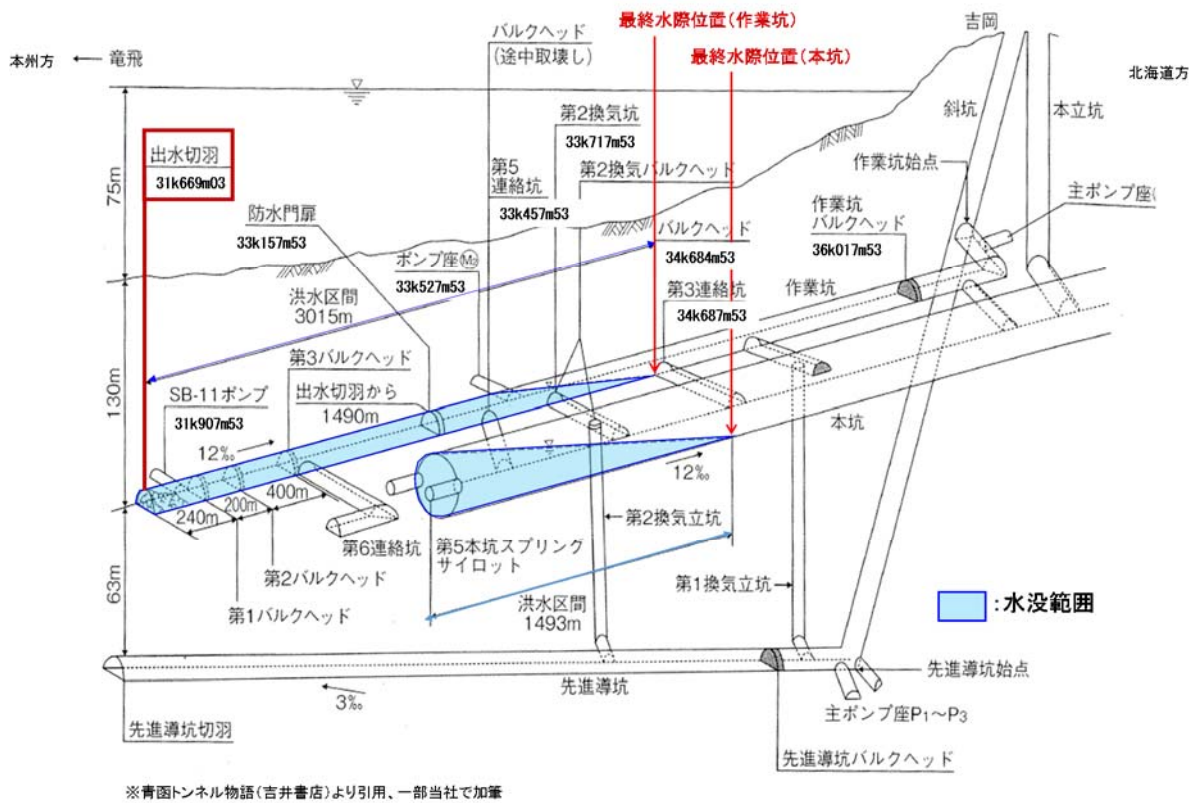 最終水際位置(作業坑)
吉岡
バルクヘッド
(途中取壊し)
最終水際位置(本坑)
本州方 ← 竜飛
北海道方
第2換気坑
33k717m53
斜坑
本立坑
出水切羽
31k669m03
第5
連絡坑
33k457m53
第2換気バルクヘッド
作業坑始点
75m
防水門扉
33k157m53
作業坑
バルクヘッド
36k017m53
主ポンプ座(
バルクヘッド
34k684m53
ポンプ座M2
33k527m53
洪水区間
3015m
第3連絡坑
34k687m53
作業坑
第3バルクヘッド
出水切羽から
1490m
130m
SB-11ポンプ
31k907m53
本坑
12‰
12‰
400m
200m
240m
第2換気立坑
第6連絡坑
第5本坑スプリング
サイロット
第2バルクヘッド
第1換気立坑
63m
第1バルクヘッド
洪水区間
1493m
:水没範囲
先進導坑
先進導坑始点
3‰
主ポンプ座P1〜P3
先進導坑切羽
先進導坑バルクヘッド
※青函トンネル物語(吉井書店)より引用、一部当社で加筆